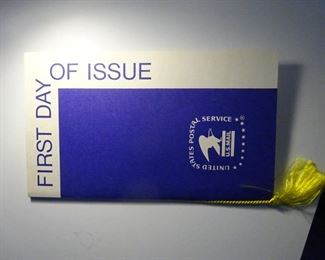 FIRST DAY
OF ISSUE
UNITED STATES POSTAL SERVICE
U.S. MAIL